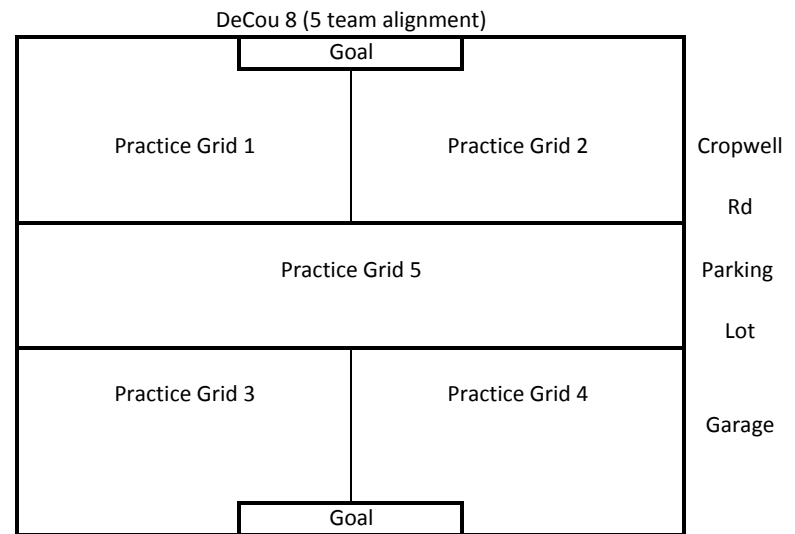 DeCou 8 (5 team alignment)
Goal
Practice Grid 1
Practice Grid 2
Cropwell
Rd
Practice Grid 5
Parking
Lot
Practice Grid 3
Practice Grid 4
Garage
Goal